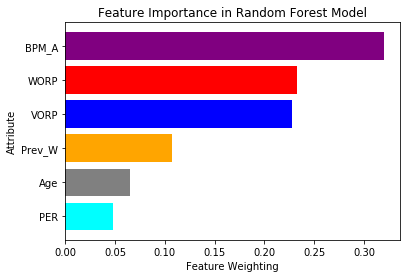 Feature Importance in Random Forest Model
Attribute
BPM_A
WORP
VORP
Prev_W
Age
PER
0.00 0.05 0.10 0.15 0.20 0.25 0.30
Feature Weighting